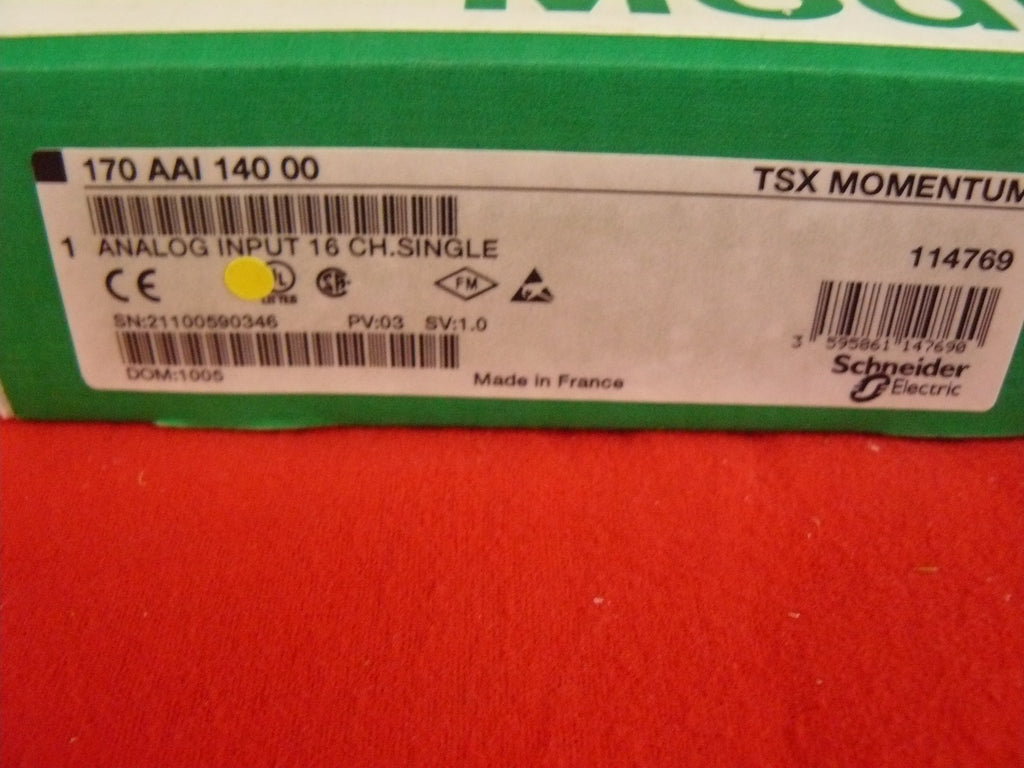 170 AAI 140 00
TSX MOMENTUM
1 ANALOG INPUT 16 CH.SINGLE
114769
CE
FM
SN:21100590346 PV:03 SV:1.0
3 595861 147690
DOM:1005
Made in France
Schneider
Electric